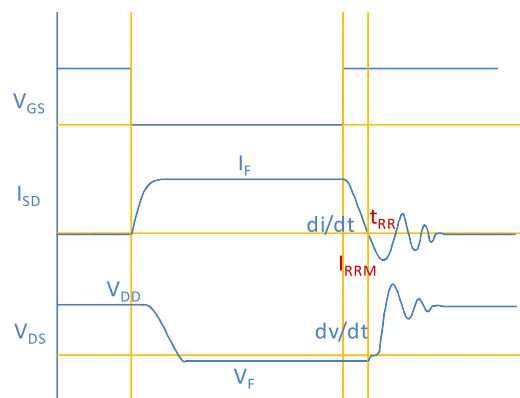 V_GS
I_F
I_SD
t_RR
di/dt
I_RRM
V_DD
V_DS
dv/dt
V_F